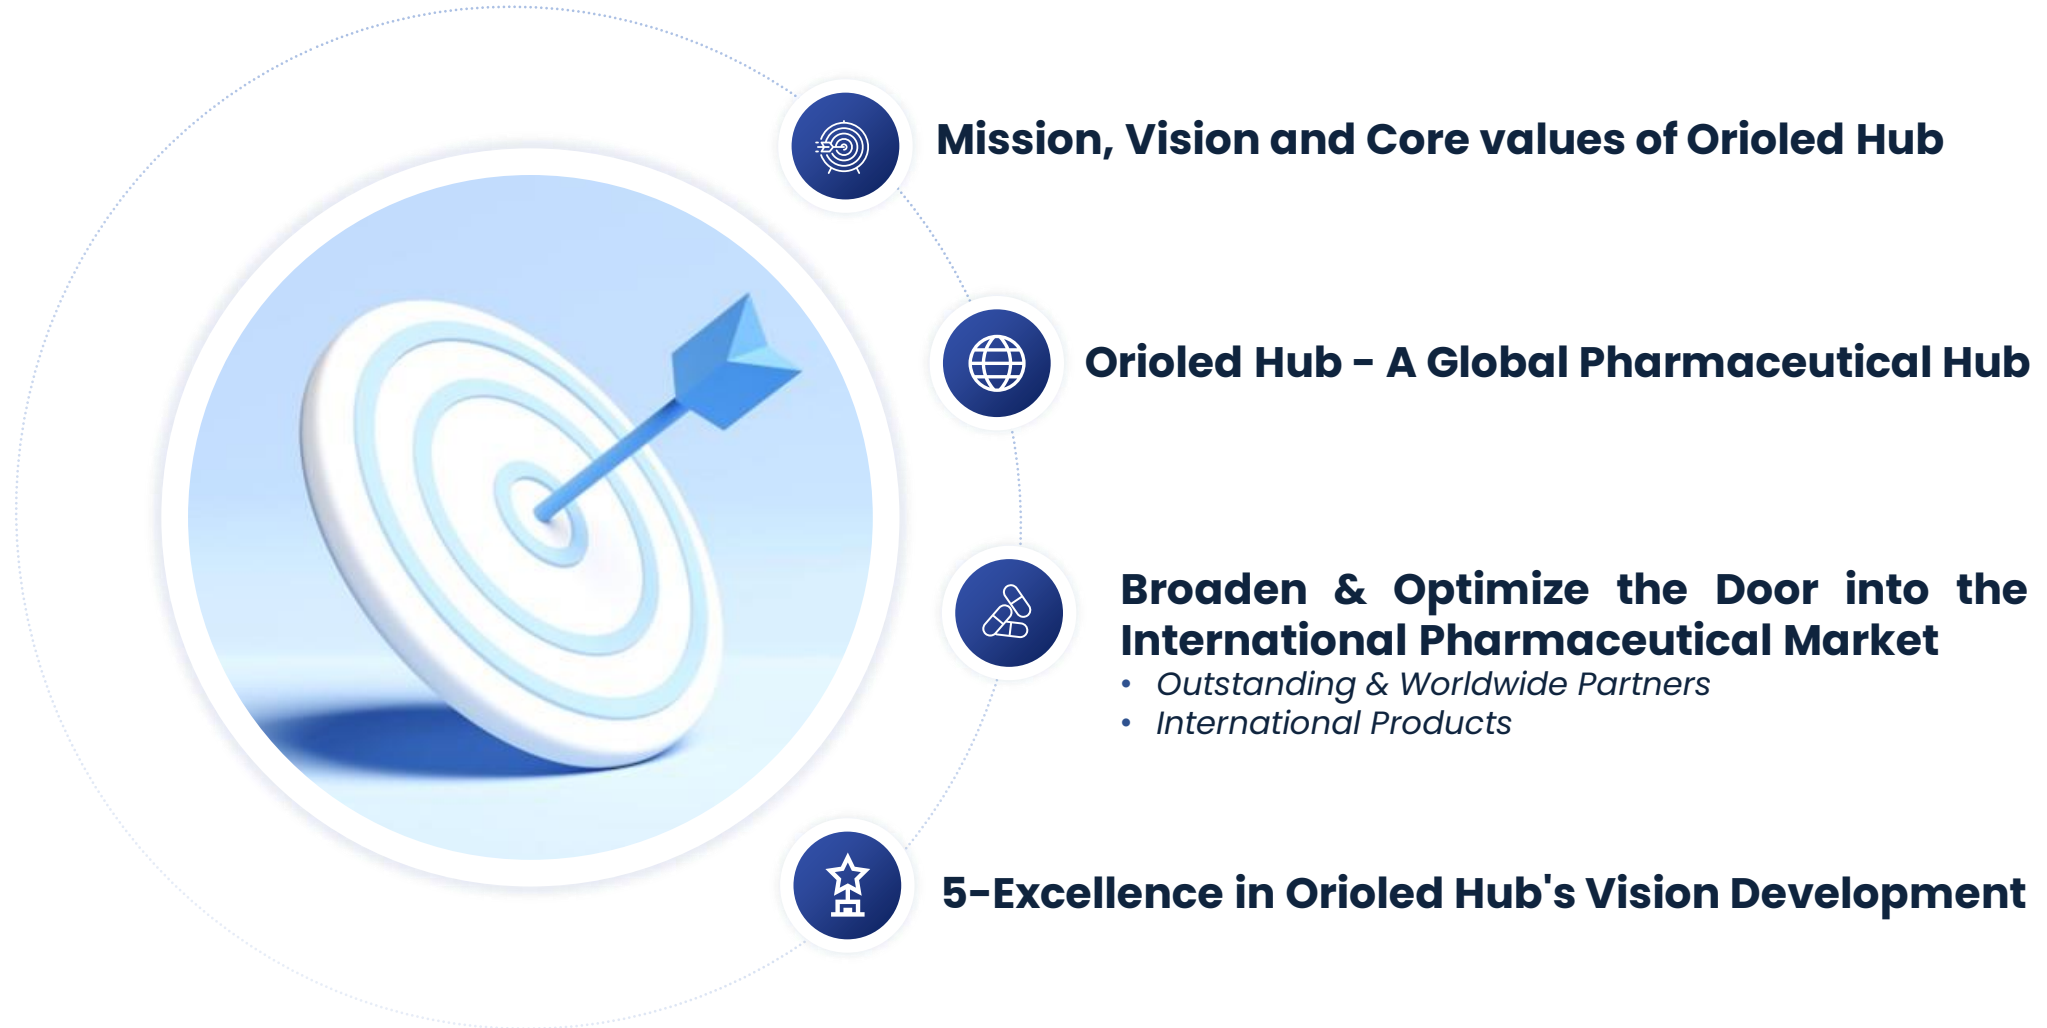 Mission, Vision and Core values of Orioled Hub
Orioled Hub - A Global Pharmaceutical Hub
Broaden & Optimize the Door into the
International Pharmaceutical Market
• Outstanding & Worldwide Partners
• International Products
5-Excellence in Orioled Hub's Vision Development